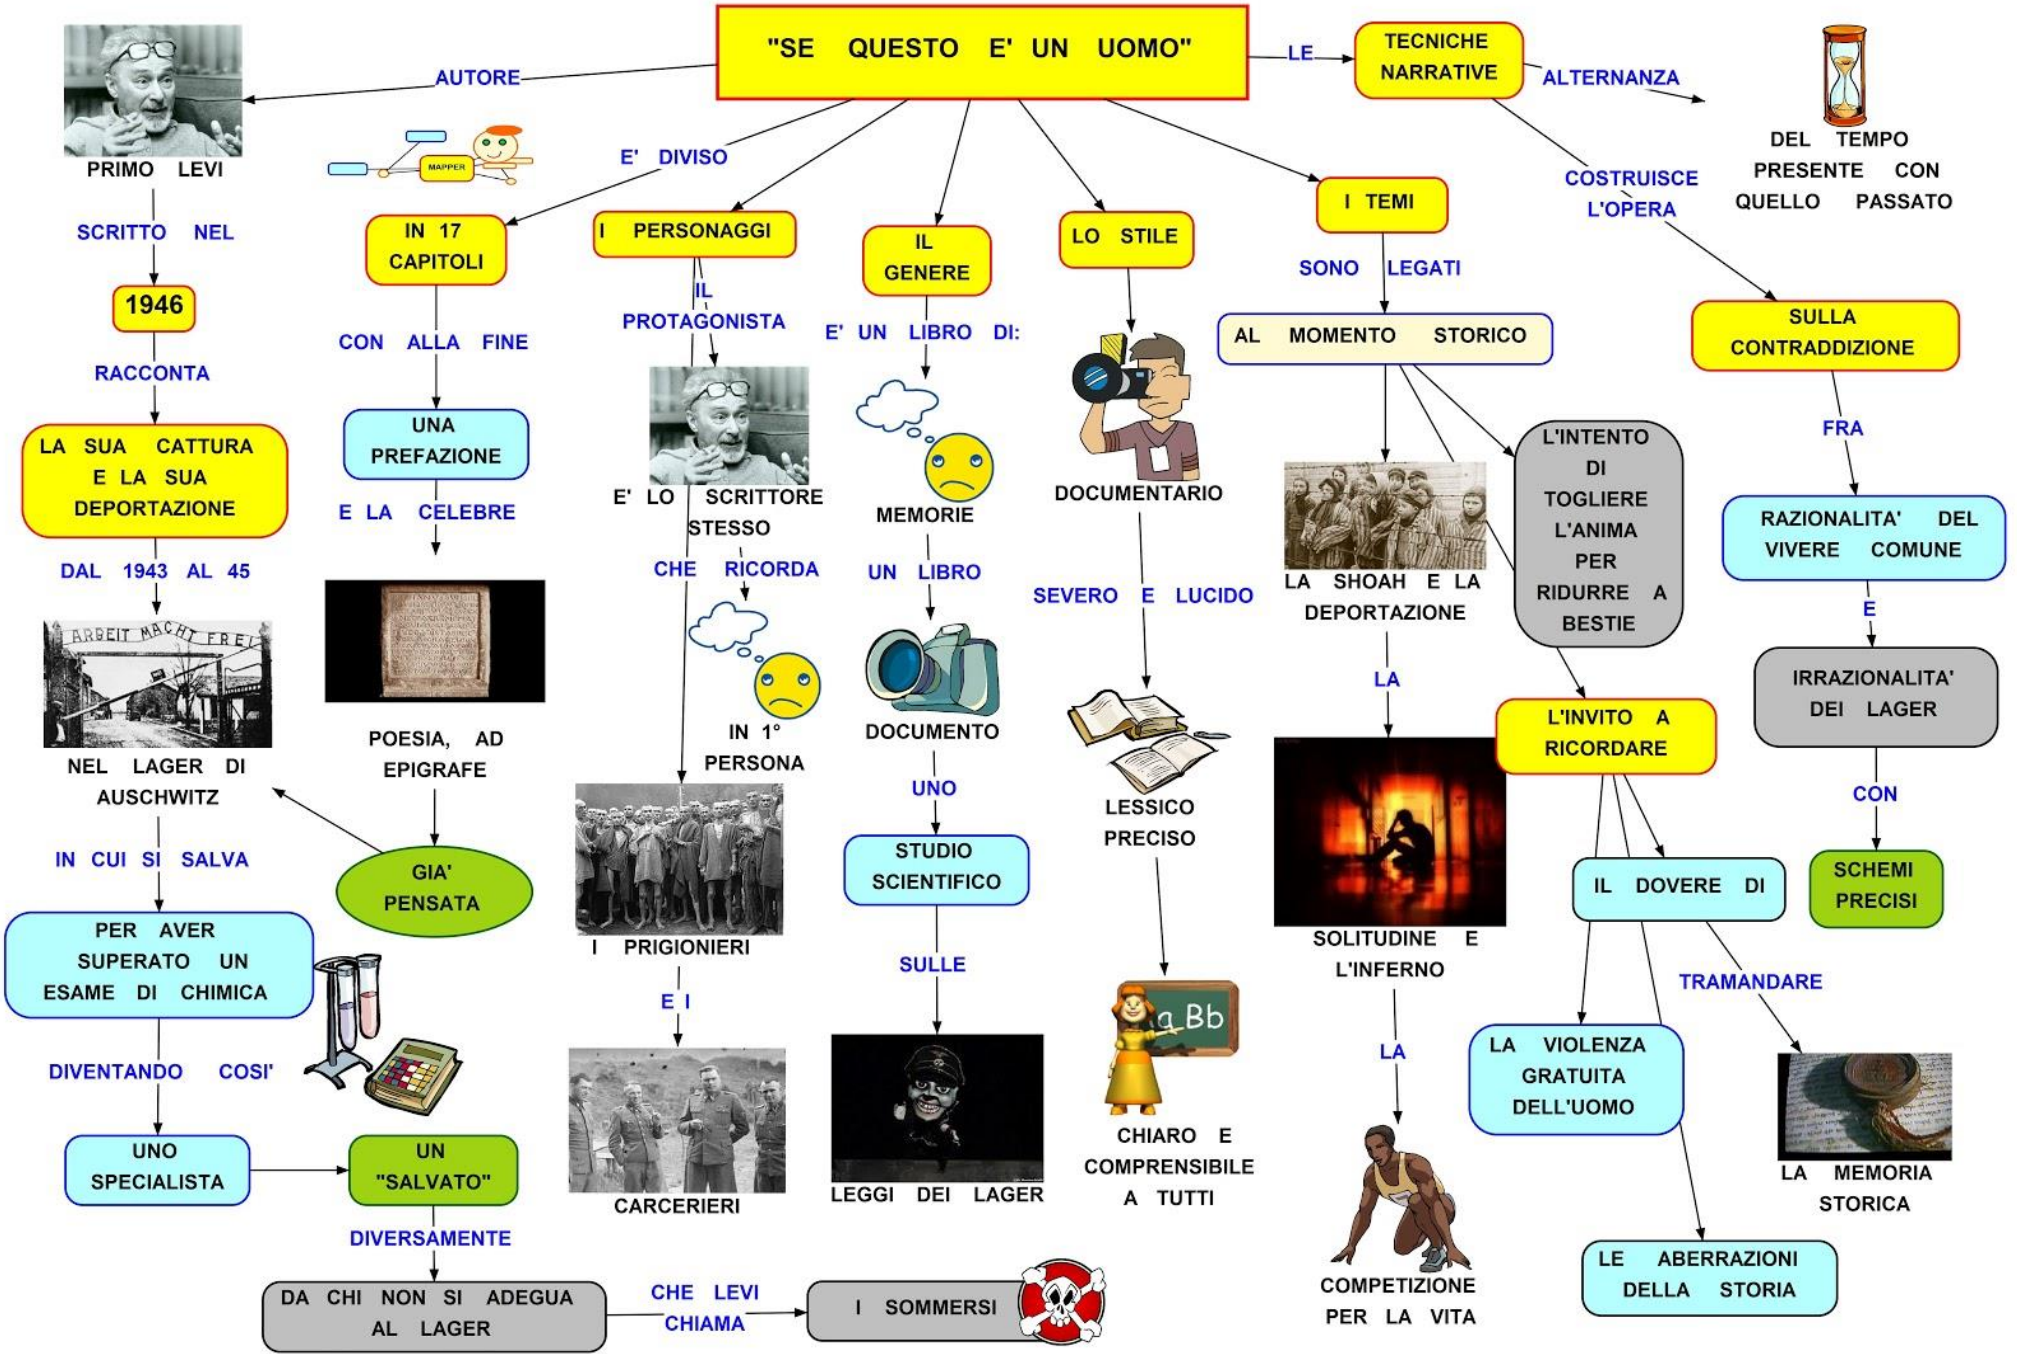 "SE QUESTO E' UN UOMO"
AUTORE
PRIMO LEVI
SCRITTO NEL
1946
RACCONTA
LA SUA CATTURA
E LA SUA
DEPORTAZIONE
DAL 1943 AL 45
ARBEIT MACHT FREI
NEL LAGER DI
AUSCHWITZ
IN CUI SI SALVA
PER AVER
SUPERATO UN
ESAME DI CHIMICA
DIVENTANDO COSI'
UNO
SPECIALISTA
UN
"SALVATO"
DIVERSAMENTE
DA CHI NON SI ADEGUA
AL LAGER
CHE LEVI
CHIAMA
I SOMMERSI
MAPPER
E' DIVISO
IN 17
CAPITOLI
CON ALLA FINE
UNA
PREFAZIONE
E LA CELEBRE
POESIA, AD
EPIGRAFE
GIA'
PENSATA
I PERSONAGGI
IL
PROTAGONISTA
E' LO SCRITTORE
STESSO
CHE RICORDA
IN 1°
PERSONA
I PRIGIONIERI
E I
CARCERIERI
IL
GENERE
E' UN LIBRO DI:
MEMORIE
UN LIBRO
DOCUMENTO
UNO
STUDIO
SCIENTIFICO
SULLE
LEGGI DEI LAGER
LO STILE
DOCUMENTARIO
SEVERO E LUCIDO
LESSICO
PRECISO
a Bb
CHIARO E
COMPRENSIBILE
A TUTTI
I TEMI
SONO LEGATI
AL MOMENTO STORICO
LA SHOAH E LA
DEPORTAZIONE
LA
SOLITUDINE E
L'INFERNO
LA
COMPETIZIONE
PER LA VITA
L'INTENTO
DI
TOGLIERE
L'ANIMA
PER
RIDURRE A
BESTIE
L'INVITO A
RICORDARE
IL DOVERE DI
TRAMANDARE
LA MEMORIA
STORICA
LA VIOLENZA
GRATUITA
DELL'UOMO
LE ABERRAZIONI
DELLA STORIA
LE
TECNICHE
NARRATIVE
ALTERNANZA
DEL TEMPO
PRESENTE CON
QUELLO PASSATO
COSTRUISCE
L'OPERA
SULLA
CONTRADDIZIONE
FRA
RAZIONALITA' DEL
VIVERE COMUNE
E
IRRAZIONALITA'
DEI LAGER
CON
SCHEMI
PRECISI